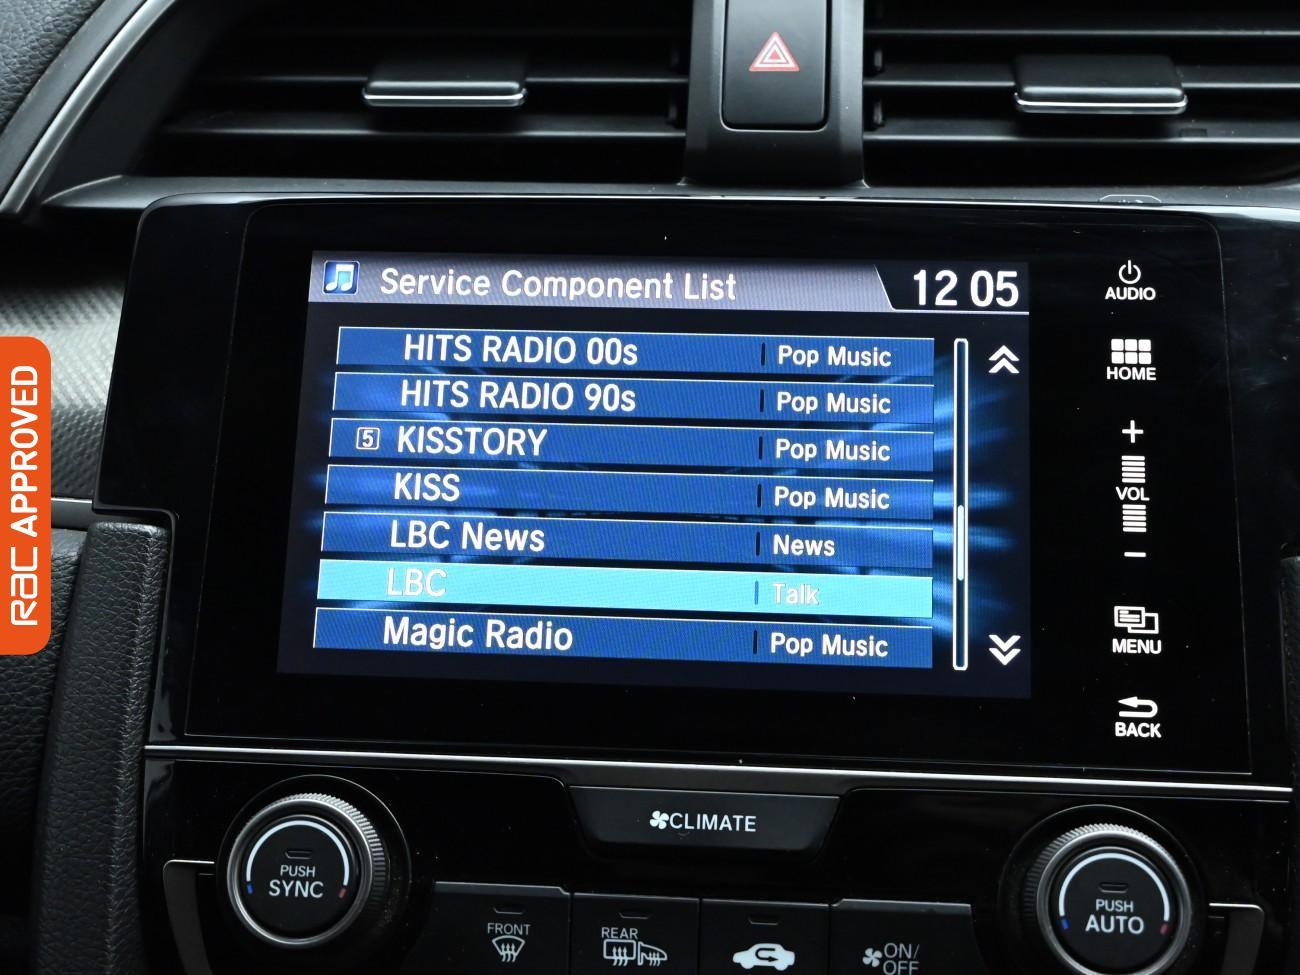 Service Component List 12 05
HITS RADIO 00s Pop Music
HITS RADIO 90s Pop Music
5 KISSTORY Pop Music
KISS Pop Music
LBC News News
LBC Talk
Magic Radio Pop Music
AUDIO
HOME
+
VOL
-
MENU
BACK
RAC APPROVED
CLIMATE
PUSH
SYNC
FRONT
REAR
ON/
OFF
PUSH
AUTO